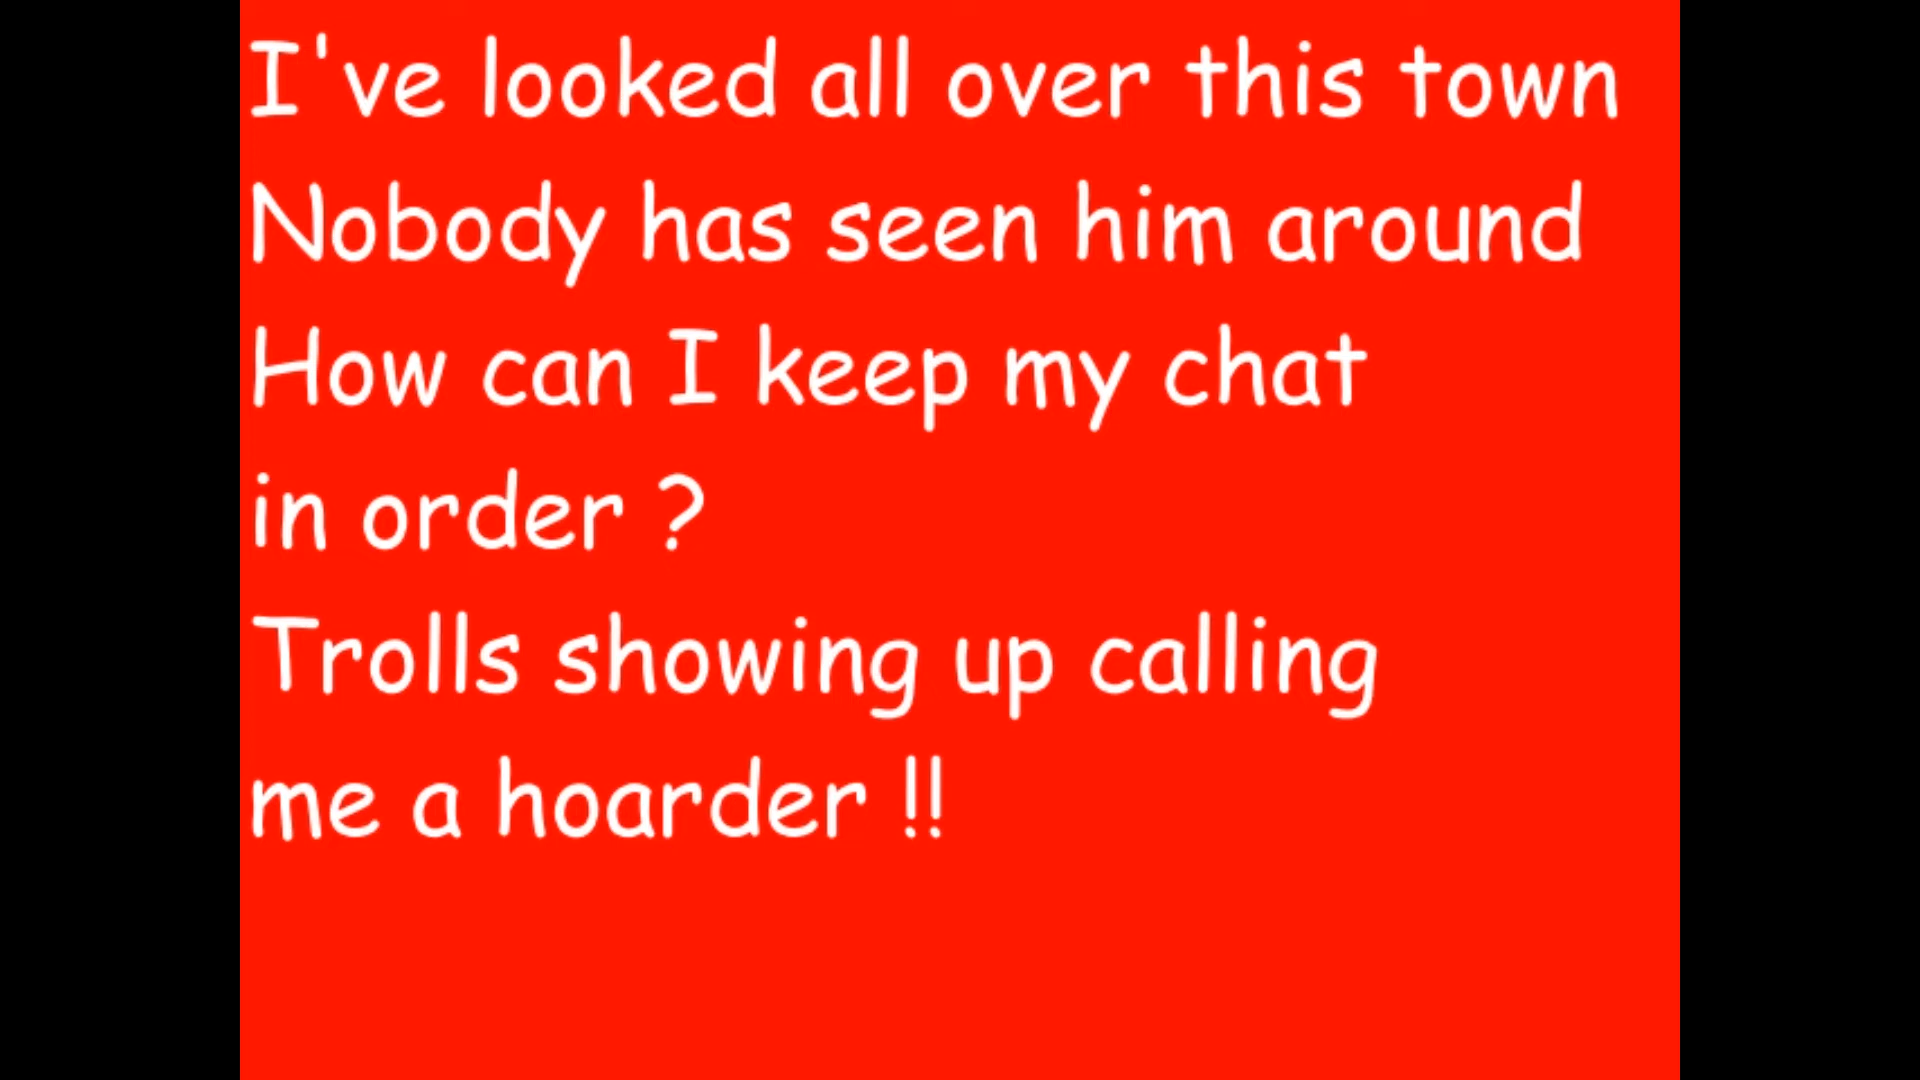 I've looked all over this town
Nobody has seen him around
How can I keep my chat
in order ?
Trolls showing up calling
me a hoarder !!